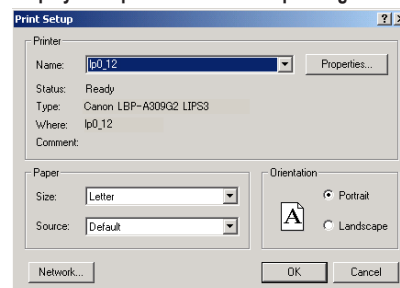 Print Setup
Printer
Name: lp0_12 Properties...
Status: Ready
Type: Canon LBP-A309G2 LIPS3
Where: lp0_12
Comment:
Paper
Size: Letter
Source: Default
Orientation
A
Portrait
Landscape
Network... OK Cancel